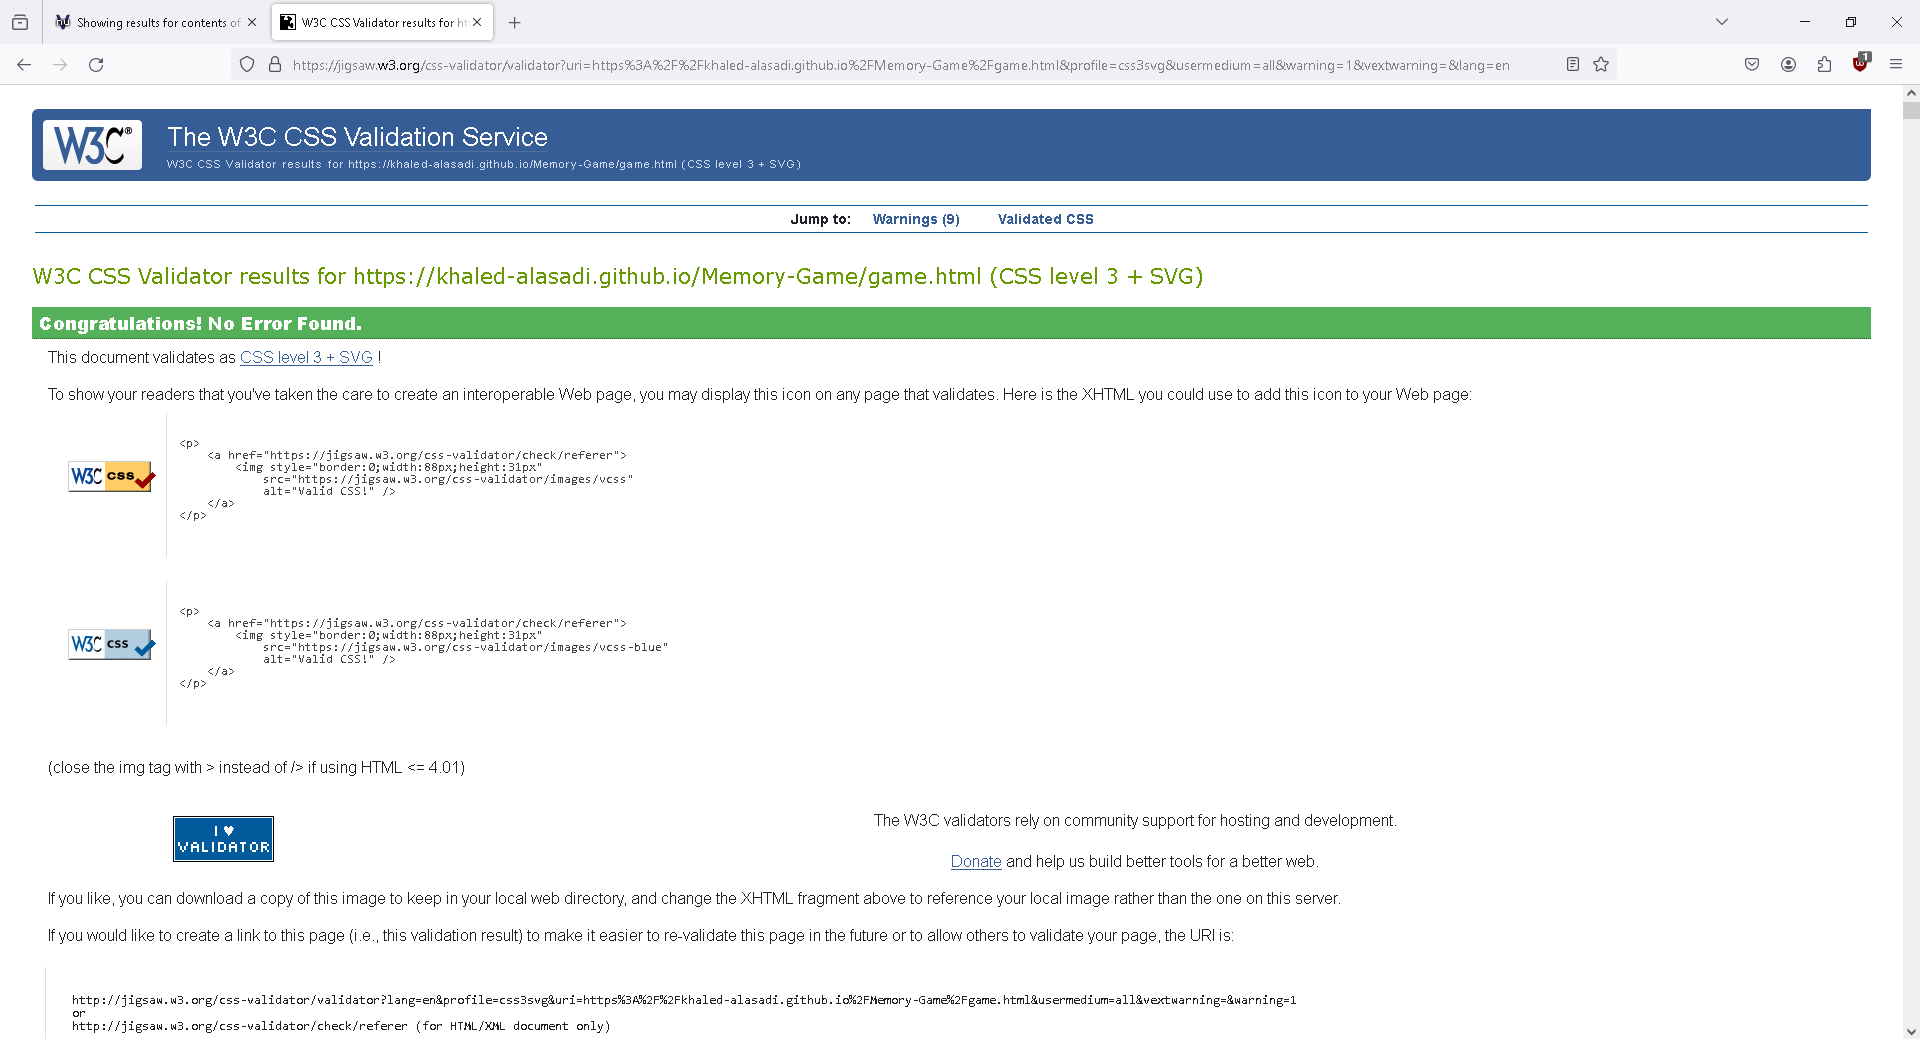 Showing results for contents of
W3C CSS Validator results for ht
https://jigsaw.w3.org/css-validator/validator?uri=https%3A%2F%2Fkhaled-alasadi.github.io%2FMemory-Game%2Fgame.html&profile=css3svg&usermedium=all&warning=1&vextwarning=&lang=en
1
W3C®
The W3C CSS Validation Service
W3C CSS Validator results for https://khaled-alasadi.github.io/Memory-Game/game.html (CSS level 3 + SVG)
Jump to: Warnings (9) Validated CSS
W3C CSS Validator results for https://khaled-alasadi.github.io/Memory-Game/game.html (CSS level 3 + SVG)
Congratulations! No Error Found.
This document validates as CSS level 3 + SVG !
To show your readers that you've taken the care to create an interoperable Web page, you may display this icon on any page that validates. Here is the XHTML you could use to add this icon to your Web page:
W3C css
<p>
<a href="https://jigsaw.w3.org/css-validator/check/referer">
<img style="border:0;width:88px;height:31px"
src="https://jigsaw.w3.org/css-validator/images/vcss"
alt="Valid CSS!" />
</a>
</p>
W3C css
<p>
<a href="https://jigsaw.w3.org/css-validator/check/referer">
<img style="border:0;width:88px;height:31px"
src="https://jigsaw.w3.org/css-validator/images/vcss-blue"
alt="Valid CSS!" />
</a>
</p>
(close the img tag with > instead of /> if using HTML <= 4.01)
I ♥
VALIDATOR
The W3C validators rely on community support for hosting and development.
Donate and help us build better tools for a better web.
If you like, you can download a copy of this image to keep in your local web directory, and change the XHTML fragment above to reference your local image rather than the one on this server.
If you would like to create a link to this page (i.e., this validation result) to make it easier to re-validate this page in the future or to allow others to validate your page, the URI is:
http://jigsaw.w3.org/css-validator/validator?lang=en&profile=css3svg&uri=https%3A%2F%2Fkhaled-alasadi.github.io%2FMemory-Game%2Fgame.html&usermedium=all&vextwarning=&warning=1
or
http://jigsaw.w3.org/css-validator/check/referer (for HTML/XML document only)